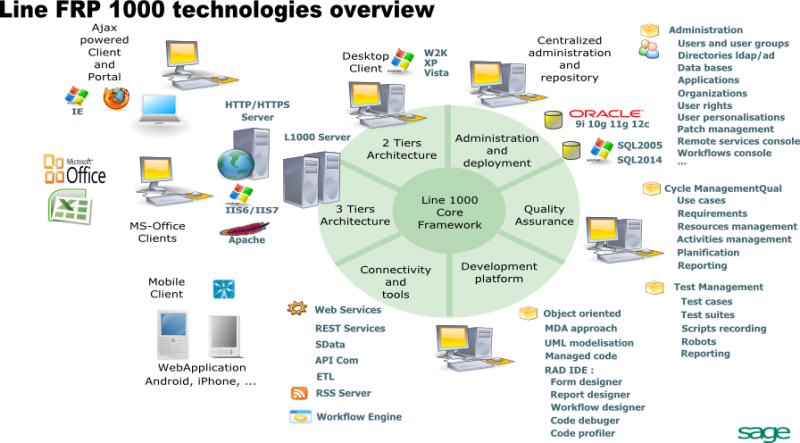 Line FRP 1000 technologies overview
Ajax
powered
Client
and
Portal
IE
HTTP/HTTPS
Server
L1000 Server
Desktop
Client
W2K
XP
Vista
Centralized
administration
and
repository
ORACLE
9i 10g 11g 12c
SQL2005
SQL2014
Administration
Users and user groups
Directories ldap/ad
Data bases
Applications
Organizations
User rights
User personalisations
Patch management
Remote services console
Workflows console
...
Microsoft
Office
MS-Office
Clients
IIS6/IIS7
Apache
2 Tiers
Architecture
Administration
and
deployment
3 Tiers
Architecture
Line 1000
Core
Framework
Quality
Assurance
Connectivity
and
tools
Development
platform
Cycle ManagementQual
Use cases
Requirements
Resources management
Activities management
Planification
Reporting
Test Management
Test cases
Test suites
Scripts recording
Robots
Reporting
Mobile
Client
WebApplication
Android, iPhone, ...
Web Services
REST Services
SData
API Com
ETL
RSS Server
Workflow Engine
Object oriented
MDA approach
UML modelisation
Managed code
RAD IDE :
Form designer
Report designer
Workflow designer
Code debuger
Code profiler
sage